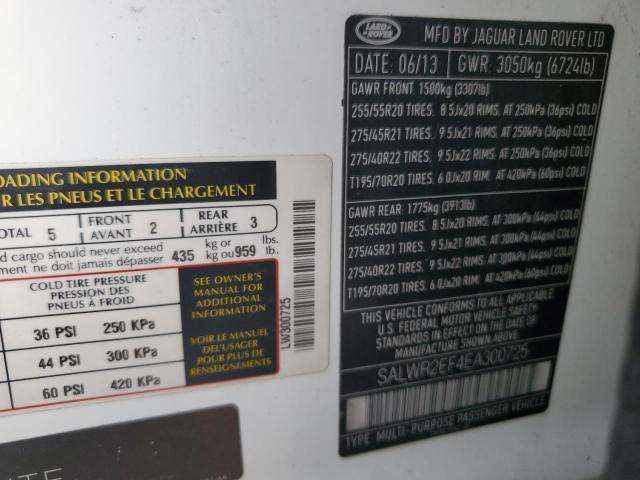 OADING INFORMATION
R LES PNEUS ET LE CHARGEMENT
OTAL 5 FRONT AVANT 2 REAR ARRIÈRE 3
d cargo should never exceed
ment ne doit jamais dépasser 435 kg or kg ou 959 lbs. lb.
COLD TIRE PRESSURE
PRESSION DES
PNEUS À FROID
36 PSI 250 KPa
44 PSI 300 KPa
60 PSI 420 KPa
SEE OWNER'S
MANUAL FOR
ADDITIONAL
INFORMATION
VOIR LE MANUEL
DE L'USAGER
POUR PLUS DE
RENSEIGNEMENTS
LW300725
LAND ROVER
MFD BY JAGUAR LAND ROVER LTD
DATE: 06/13 GWR: 3050kg (6724lb)
GAWR FRONT: 1500kg (3307lb)
255/55R20 TIRES. 8.5Jx20 RIMS. AT 250kPa (36psi) COLD
275/45R21 TIRES. 9.5Jx21 RIMS. AT 250kPa (36psi) COLD
275/40R22 TIRES. 9.5Jx22 RIMS. AT 250kPa (36psi) COLD
T195/70R20 TIRES. 6.0Jx20 RIMS. AT 420kPa (60psi) COLD
GAWR REAR: 1775kg (3913lb)
255/55R20 TIRES. 8.5Jx20 RIMS. AT 300kPa (44psi) COLD
275/45R21 TIRES. 9.5Jx21 RIMS. AT 300kPa (44psi) COLD
275/40R22 TIRES. 9.5Jx22 RIMS. AT 300kPa (44psi) COLD
T195/70R20 TIRES. 6.0Jx20 RIMS. AT 420kPa (60psi) COLD
THIS VEHICLE CONFORMS TO ALL APPLICABLE
U.S. FEDERAL MOTOR VEHICLE SAFETY
STANDARDS IN EFFECT ON THE DATE OF
MANUFACTURE SHOWN ABOVE.
SALWR2EF4EA300725
TYPE: MULTI-PURPOSE PASSENGER VEHICLE